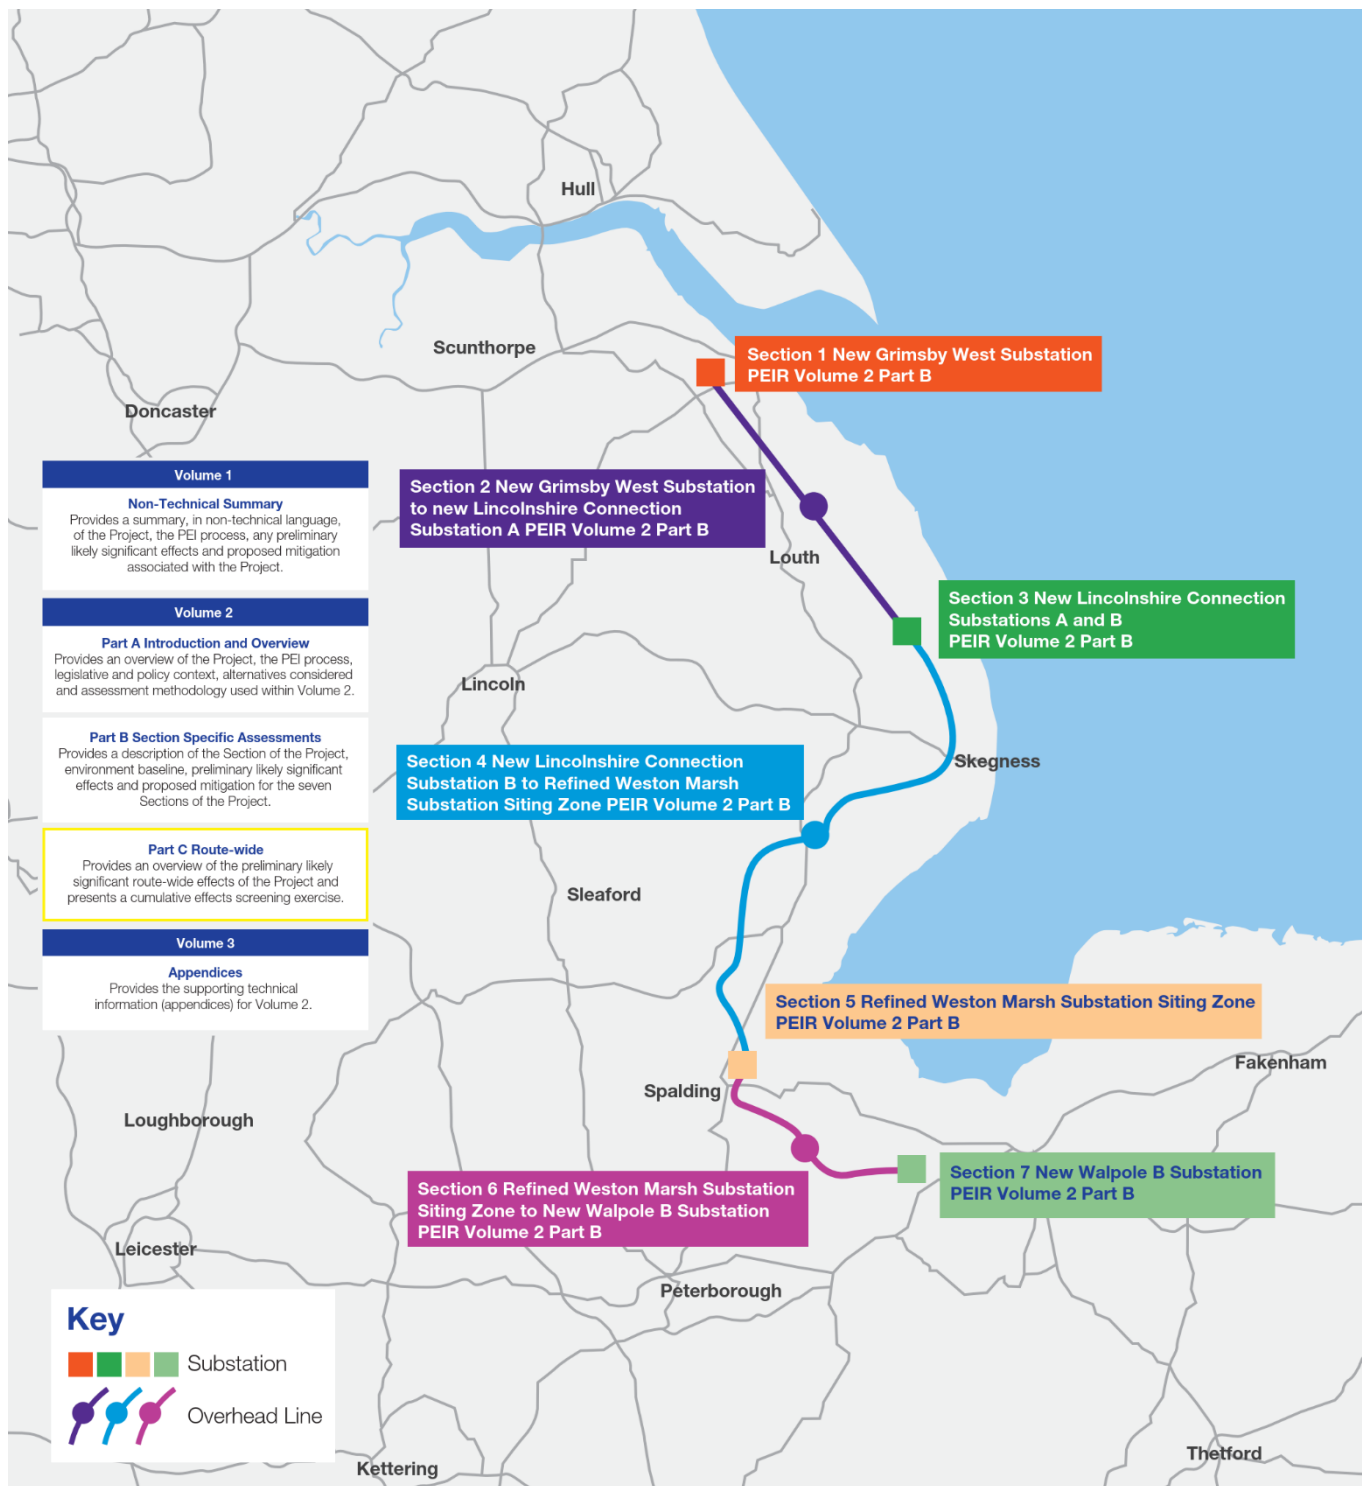 Hull
Scunthorpe
Section 1 New Grimsby West Substation
PEIR Volume 2 Part B
Doncaster
Volume 1
Non-Technical Summary
Provides a summary, in non-technical language,
of the Project, the PEI process, any preliminary
likely significant effects and proposed mitigation
associated with the Project.
Section 2 New Grimsby West Substation
to new Lincolnshire Connection
Substation A PEIR Volume 2 Part B
Louth
Section 3 New Lincolnshire Connection
Substations A and B
PEIR Volume 2 Part B
Volume 2
Part A Introduction and Overview
Provides an overview of the Project, the PEI process,
legislative and policy context, alternatives considered
and assessment methodology used within Volume 2.
Lincoln
Part B Section Specific Assessments
Provides a description of the Section of the Project,
environment baseline, preliminary likely significant
effects and proposed mitigation for the seven
Sections of the Project.
Section 4 New Lincolnshire Connection
Substation B to Refined Weston Marsh
Substation Siting Zone PEIR Volume 2 Part B
Skegness
Part C Route-wide
Provides an overview of the preliminary likely
significant route-wide effects of the Project and
presents a cumulative effects screening exercise.
Sleaford
Volume 3
Appendices
Provides the supporting technical
information (appendices) for Volume 2.
Section 5 Refined Weston Marsh Substation Siting Zone
PEIR Volume 2 Part B
Fakenham
Spalding
Loughborough
Section 6 Refined Weston Marsh Substation
Siting Zone to New Walpole B Substation
PEIR Volume 2 Part B
Section 7 New Walpole B Substation
PEIR Volume 2 Part B
Leicester
Peterborough
Key
Substation
Overhead Line
Kettering
Thetford